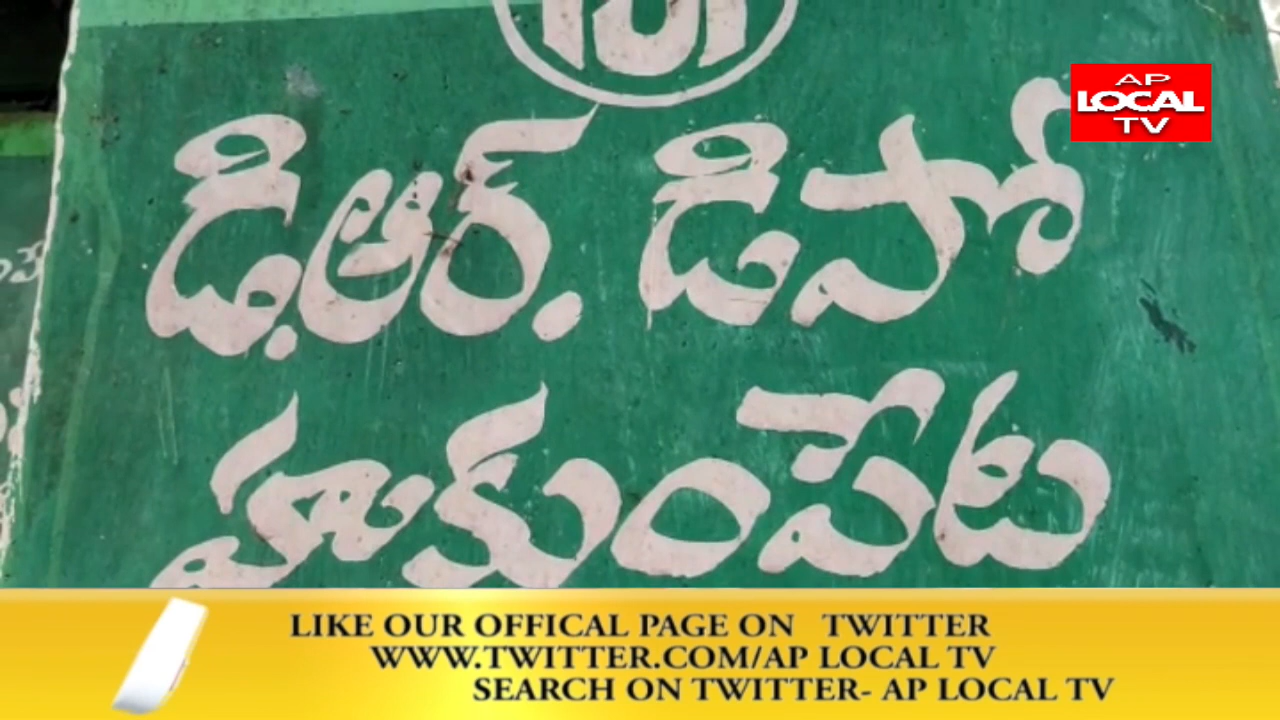 AP
LOCAL
TV
డి.ఆర్. డిపో
హుకుంపేట
LIKE OUR OFFICAL PAGE ON TWITTER
WWW.TWITTER.COM/AP LOCAL TV
SEARCH ON TWITTER- AP LOCAL TV